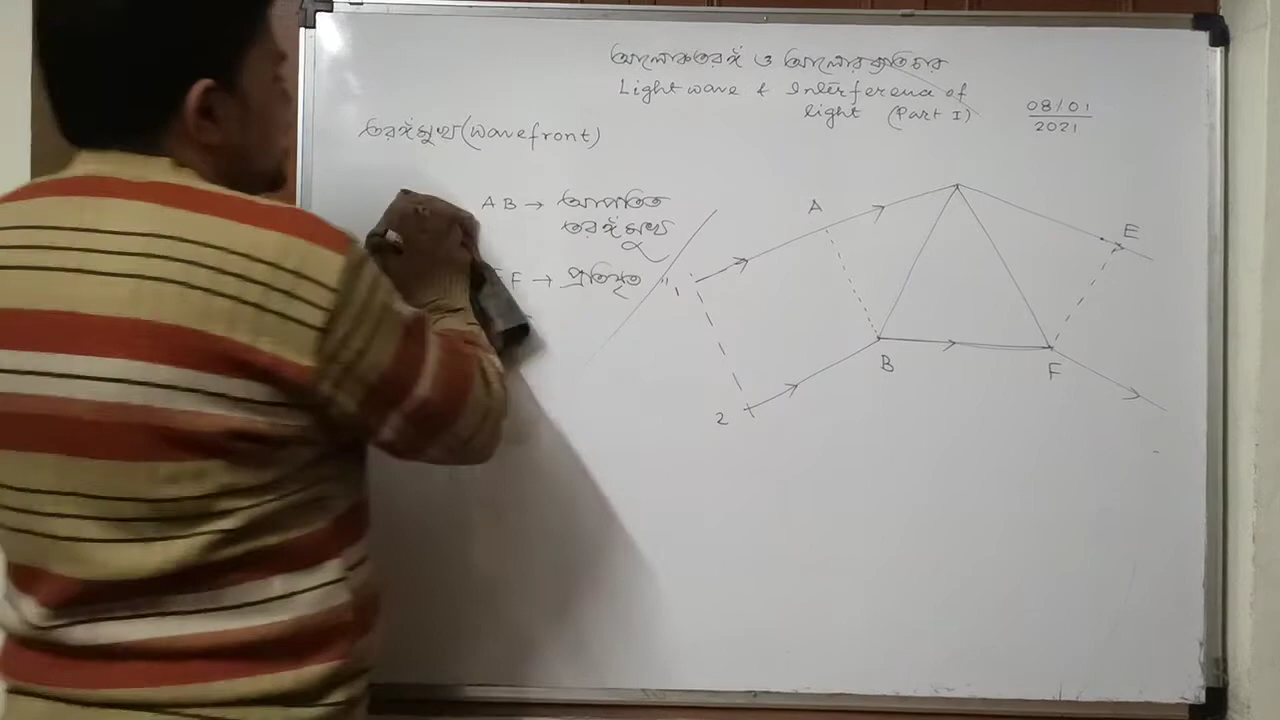 আলোকতরঙ্গ ও আলোর ব্যতিচার
Light wave & Interference of
light (Part I)
08/01
2021
তরঙ্গমুখ (Wavefront)
AB → আপতিত
তরঙ্গমুখ
F → প্রতিসৃত "
A
E
B
F
1
2